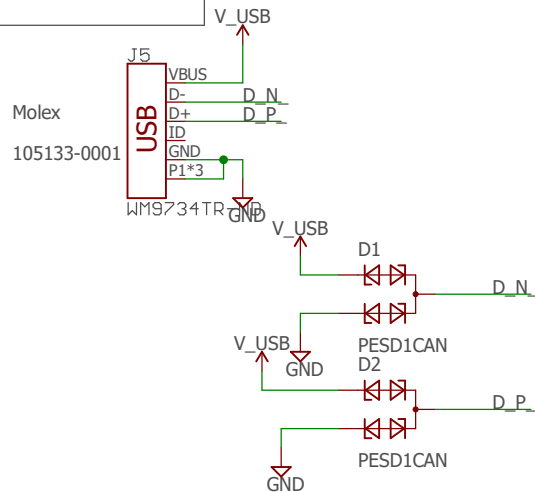 V_USB
J5
VBUS
D-
D_N_
Molex
D+
D_P_
USB
ID
105133-0001
GND
P1*3
WM9734TR-ND
GND
V_USB
D1
D_N_
V_USB
PESD1CAN
GND
D2
D_P_
PESD1CAN
GND